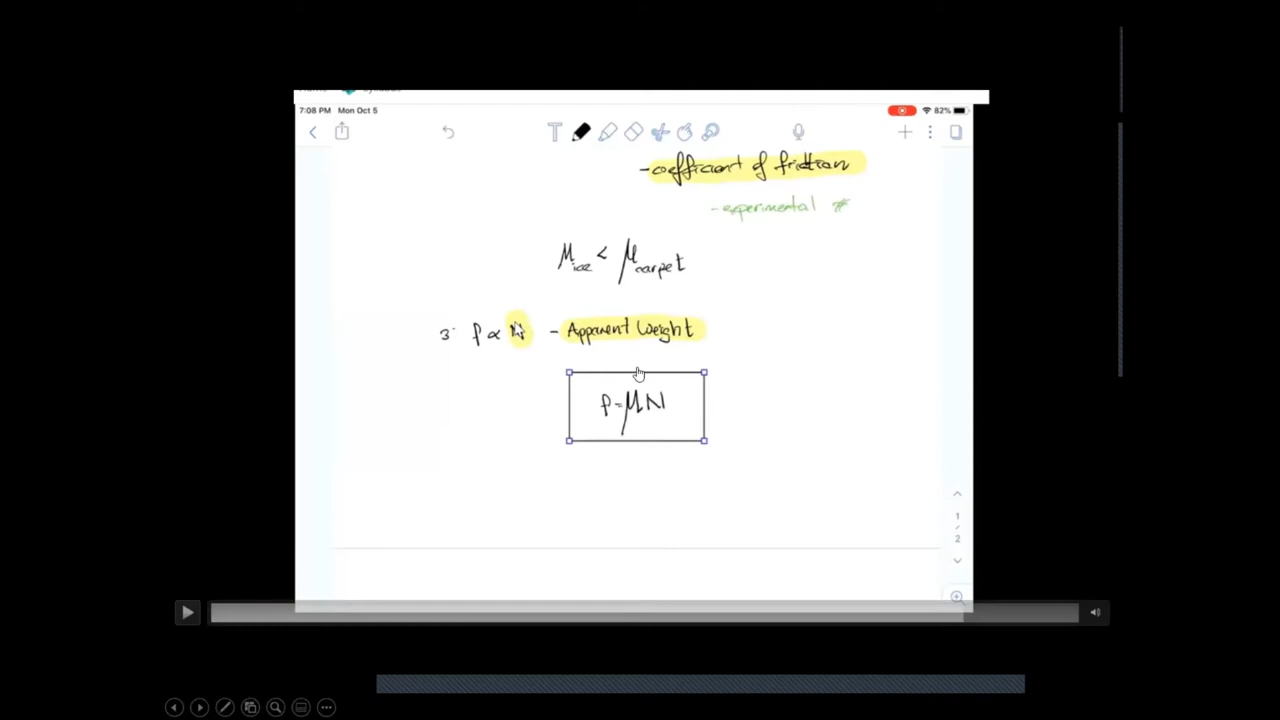 7:08 PM Mon Oct 5
82%
-coefficient of friction
-experimental #
μice < μcarpet
3. f ∝ N - Apparent Weight
f=μN
1
/
2